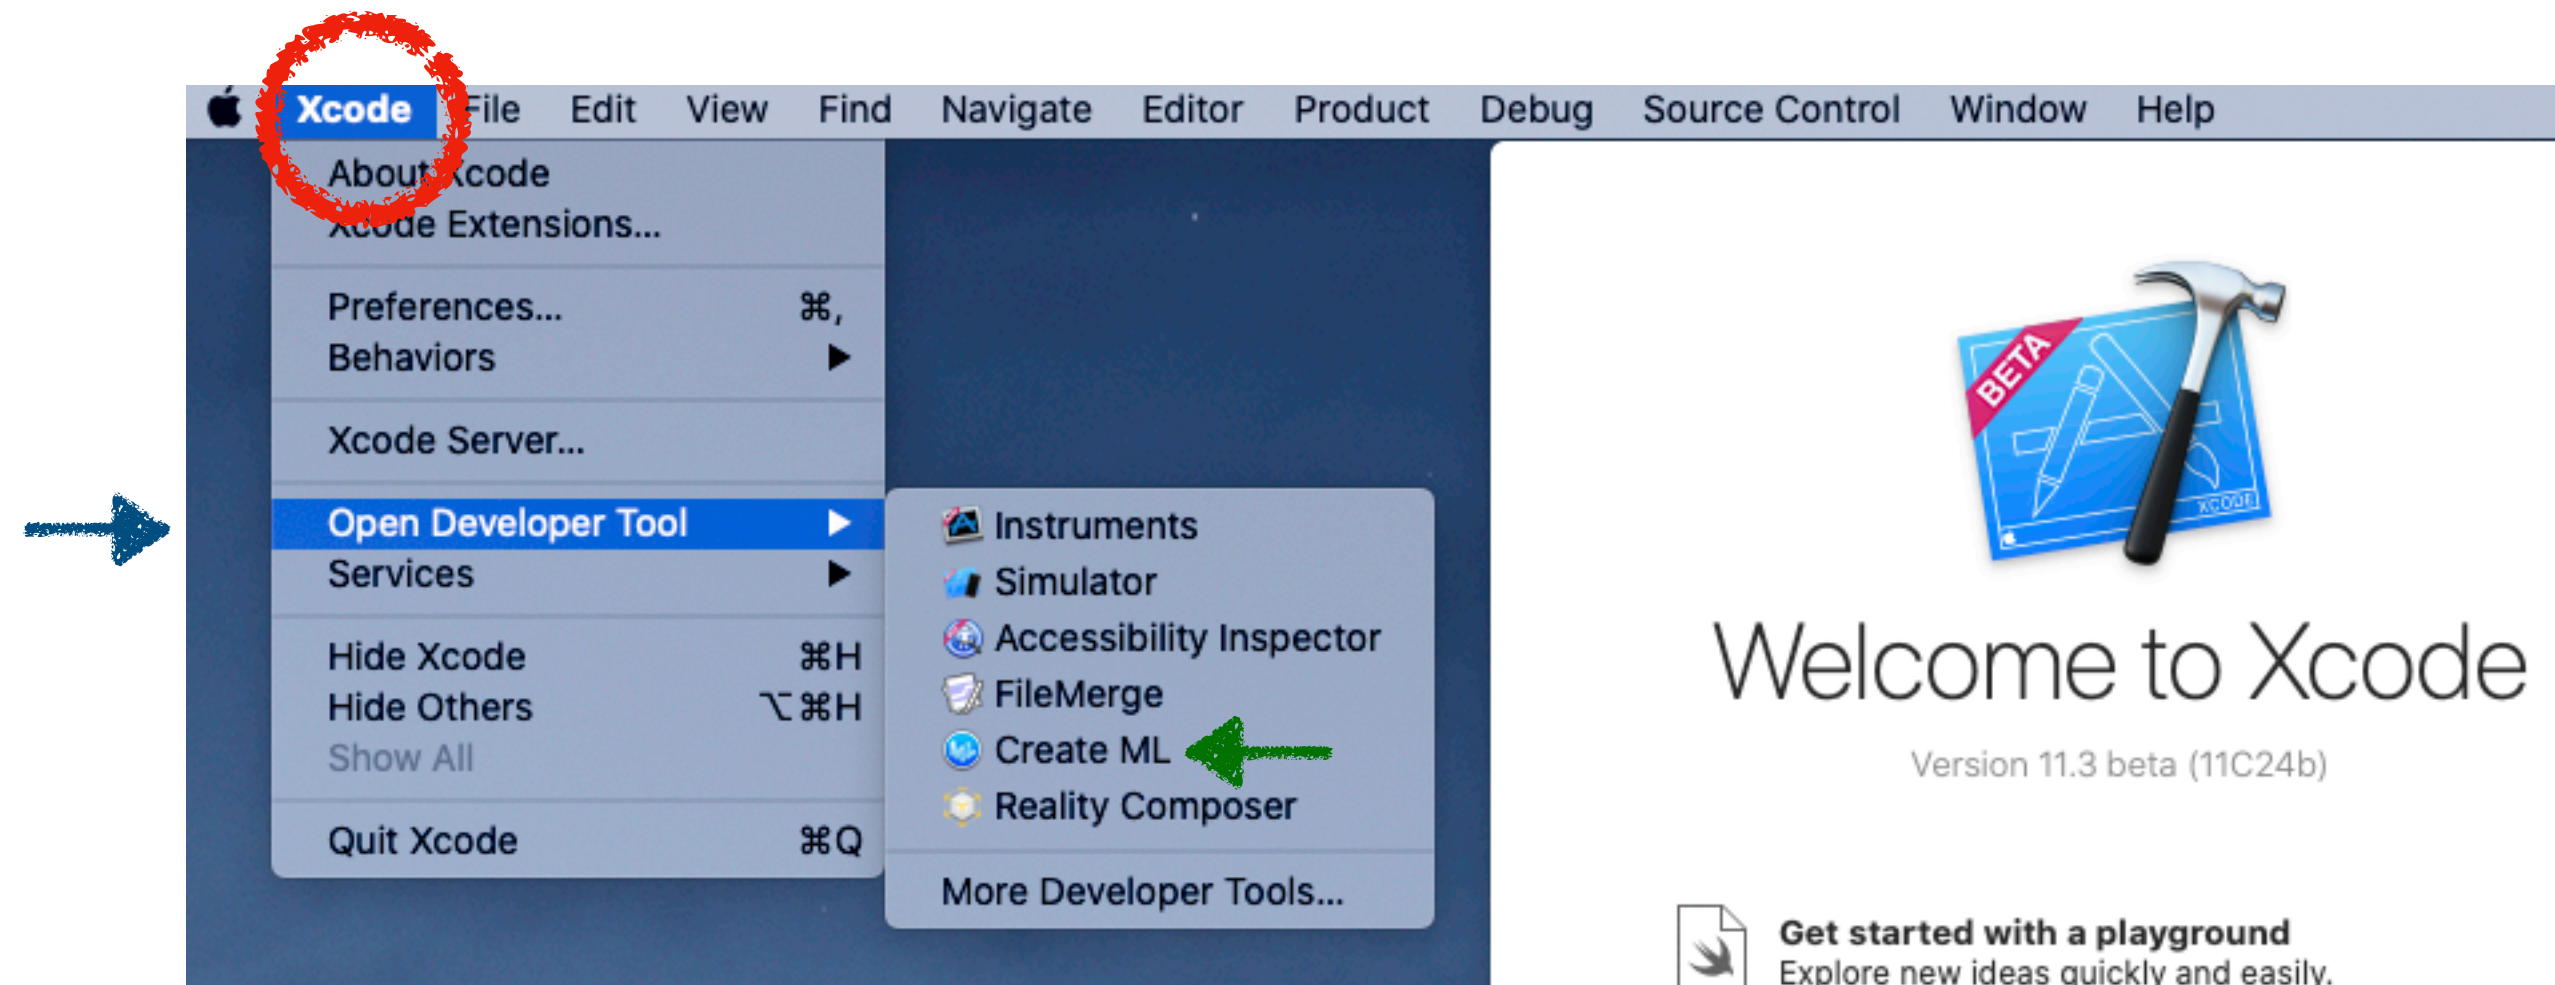 Xcode File Edit View Find Navigate Editor Product Debug Source Control Window Help
About Xcode
Xcode Extensions...
Preferences... ⌘,
Behaviors ▶
Xcode Server...
Open Developer Tool ▶
Services ▶
Hide Xcode ⌘H
Hide Others ⌥⌘H
Show All
Quit Xcode ⌘Q
Instruments
Simulator
Accessibility Inspector
FileMerge
Create ML
Reality Composer
More Developer Tools...
BETA
XCODE
Welcome to Xcode
Version 11.3 beta (11C24b)
Get started with a playground
Explore new ideas quickly and easily.